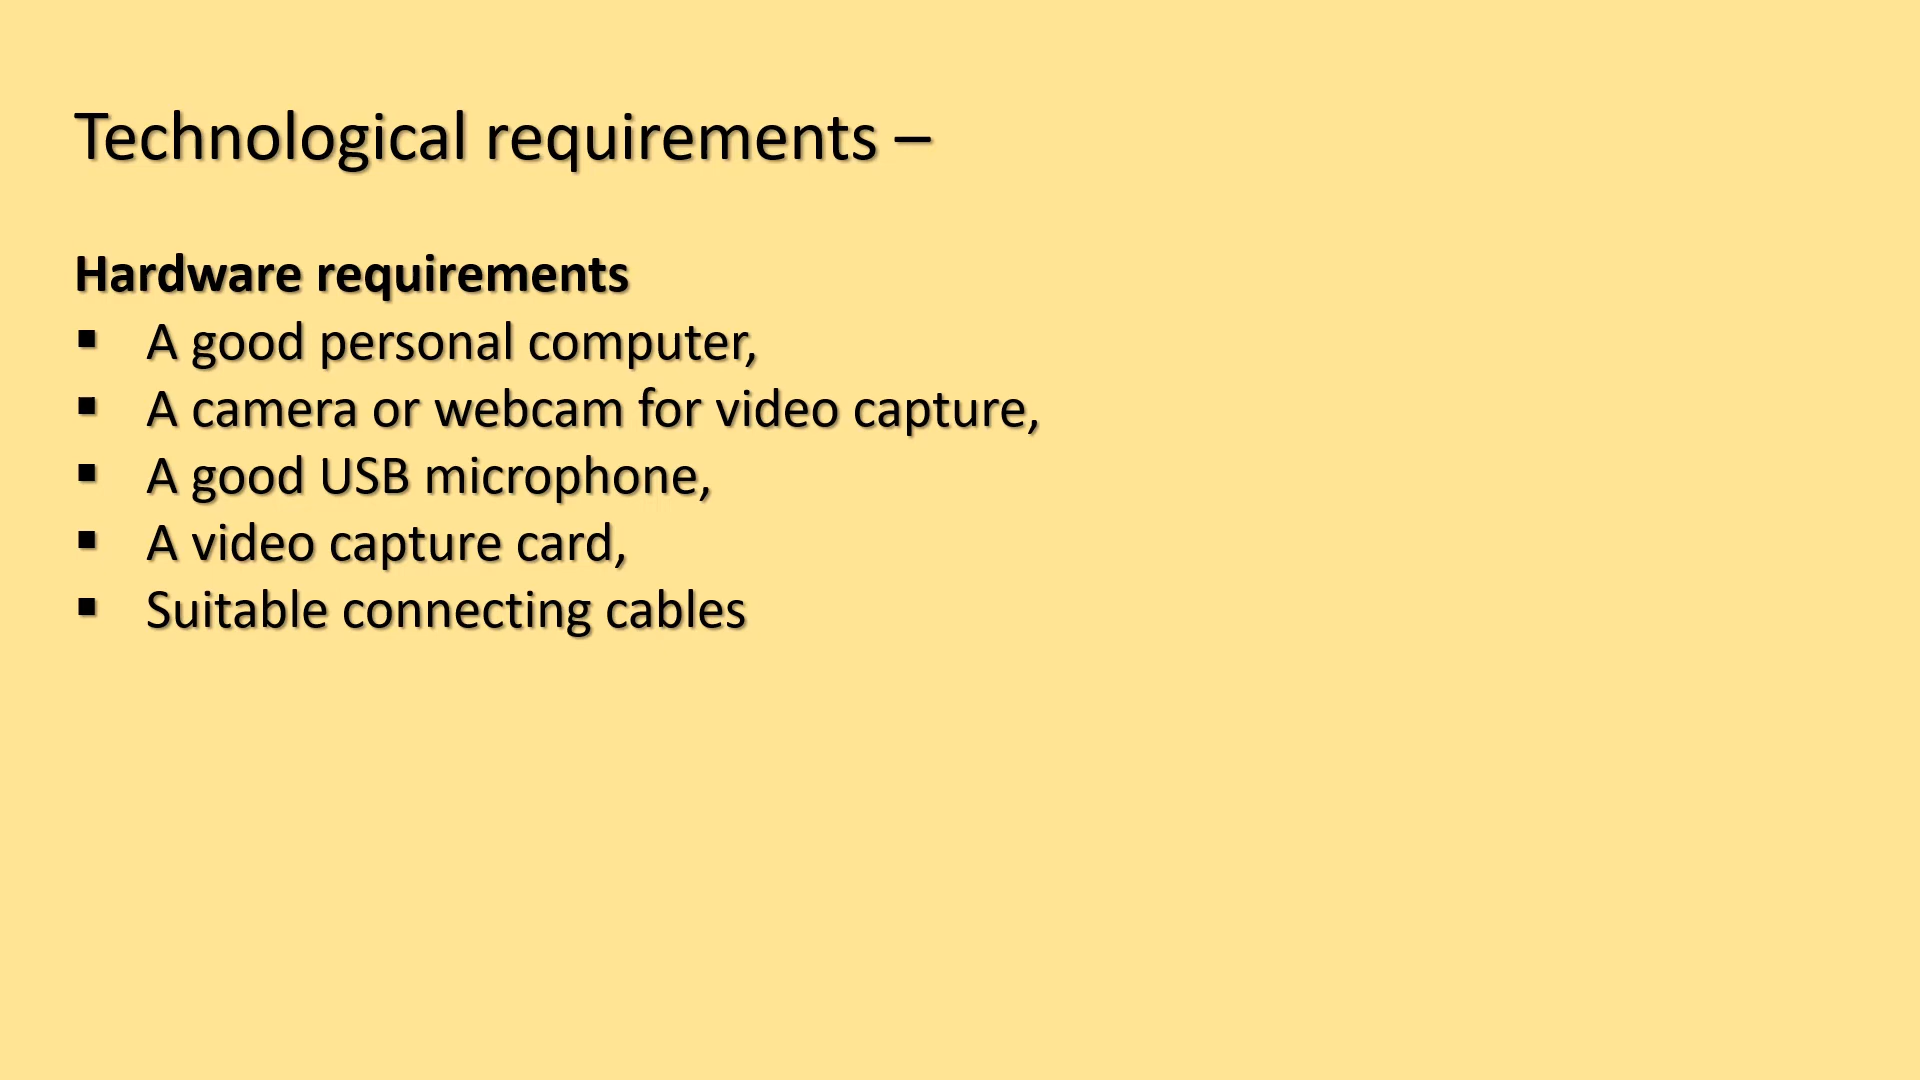 Technological requirements –
Hardware requirements
▪ A good personal computer,
▪ A camera or webcam for video capture,
▪ A good USB microphone,
▪ A video capture card,
▪ Suitable connecting cables